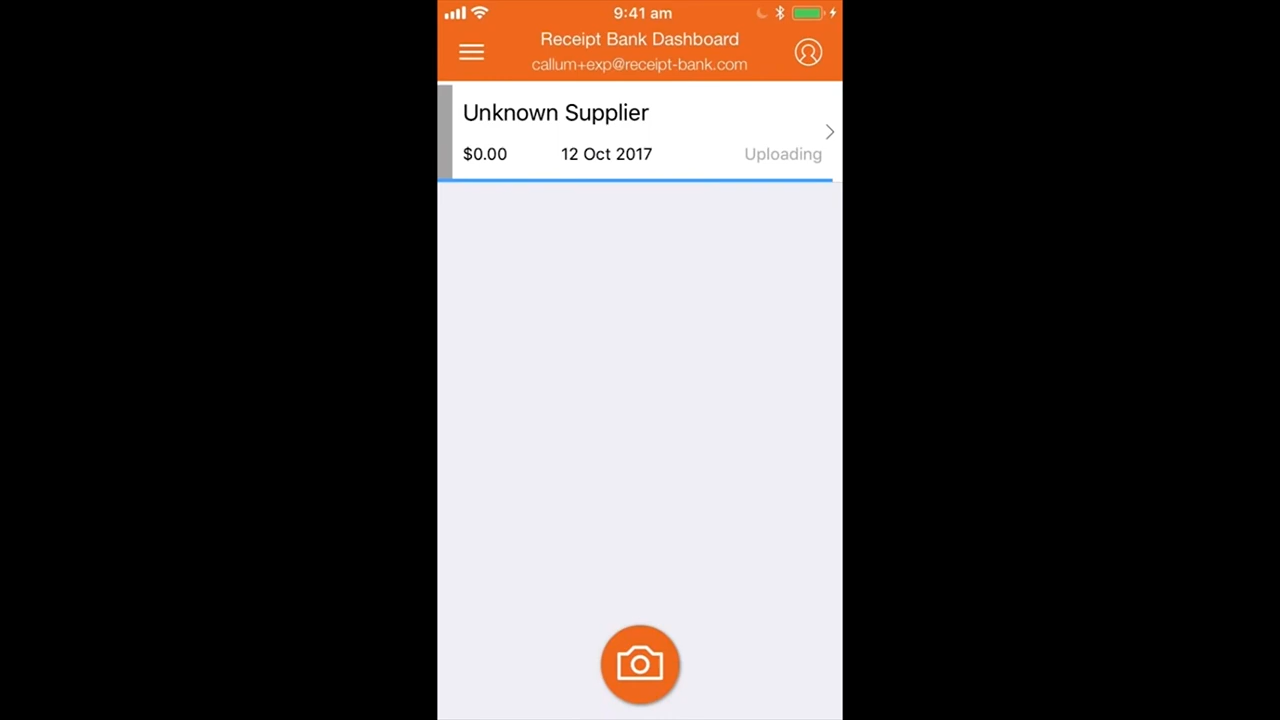 9:41 am
Receipt Bank Dashboard
callum+exp@receipt-bank.com
Unknown Supplier
$0.00 12 Oct 2017 Uploading